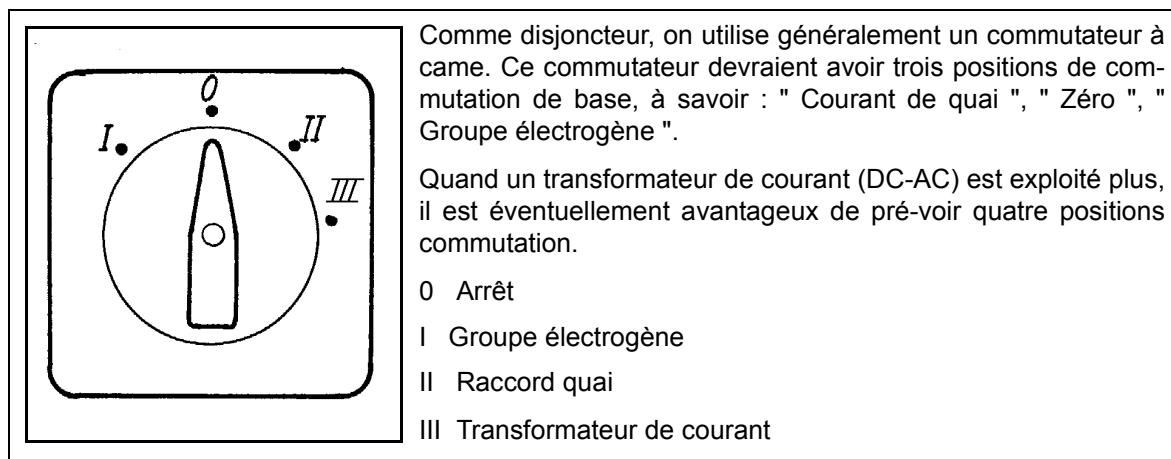 0
I
II
III
Comme disjoncteur, on utilise généralement un commutateur à
came. Ce commutateur devraient avoir trois positions de com-
mutation de base, à savoir : " Courant de quai ", " Zéro ", "
Groupe électrogène ".
Quand un transformateur de courant (DC-AC) est exploité plus,
il est éventuellement avantageux de pré-voir quatre positions
commutation.
0 Arrêt
I Groupe électrogène
II Raccord quai
III Transformateur de courant